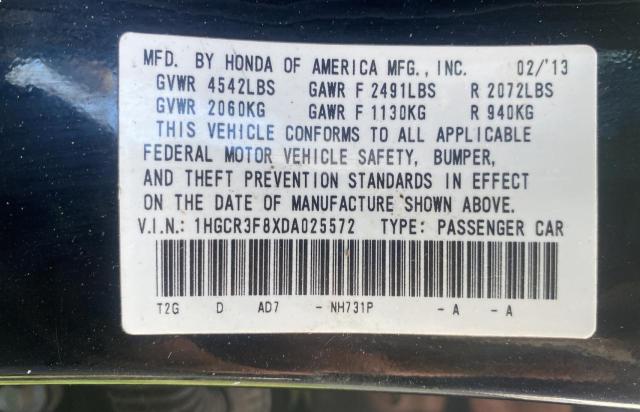 MFD. BY HONDA OF AMERICA MFG., INC. 02/'13
GVWR 4542LBS GAWR F 2491LBS R 2072LBS
GVWR 2060KG GAWR F 1130KG R 940KG
THIS VEHICLE CONFORMS TO ALL APPLICABLE
FEDERAL MOTOR VEHICLE SAFETY, BUMPER,
AND THEFT PREVENTION STANDARDS IN EFFECT
ON THE DATE OF MANUFACTURE SHOWN ABOVE.
V.I.N.: 1HGCR3F8XDA025572 TYPE: PASSENGER CAR
T2G D AD7 - NH731P - A - A